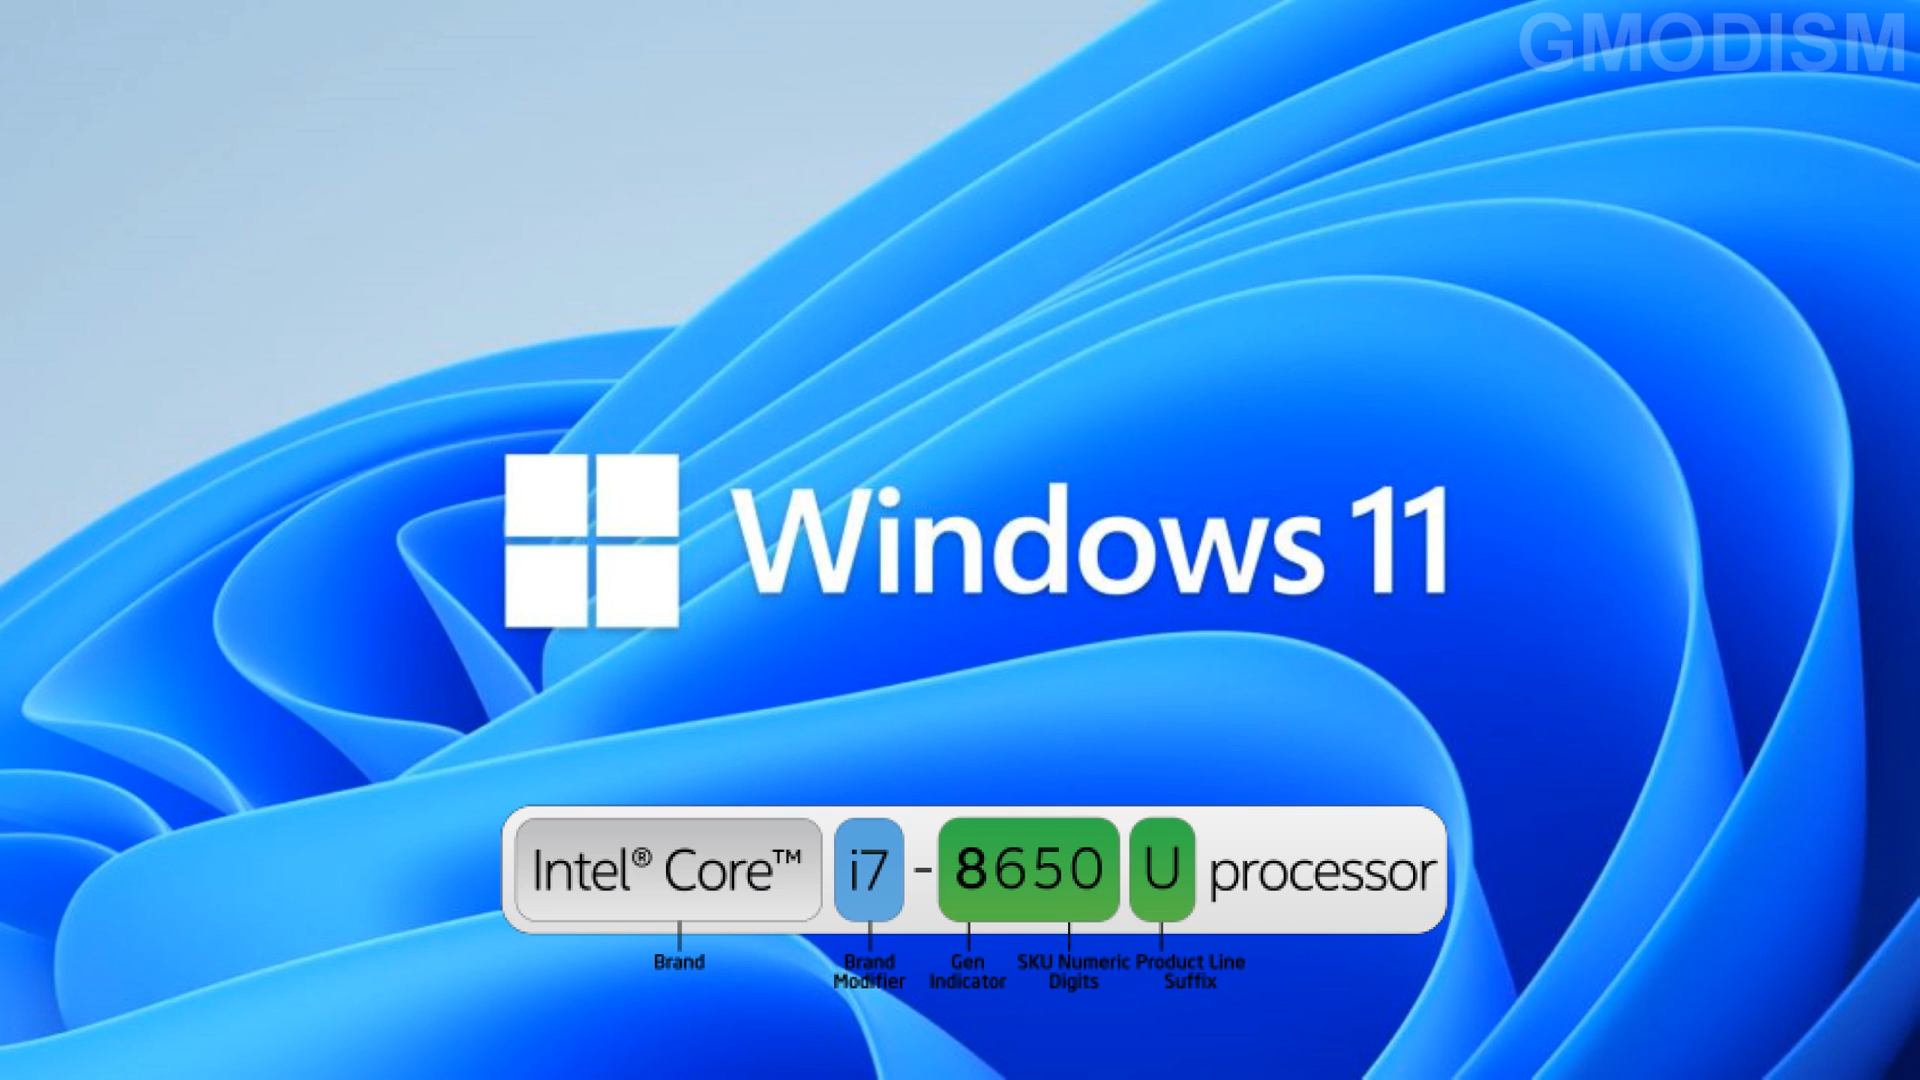 GMODISM
Windows 11
Intel® Core™ i7 - 8650 U processor
Brand Brand Modifier Gen Indicator SKU Numeric Digits Product Line Suffix